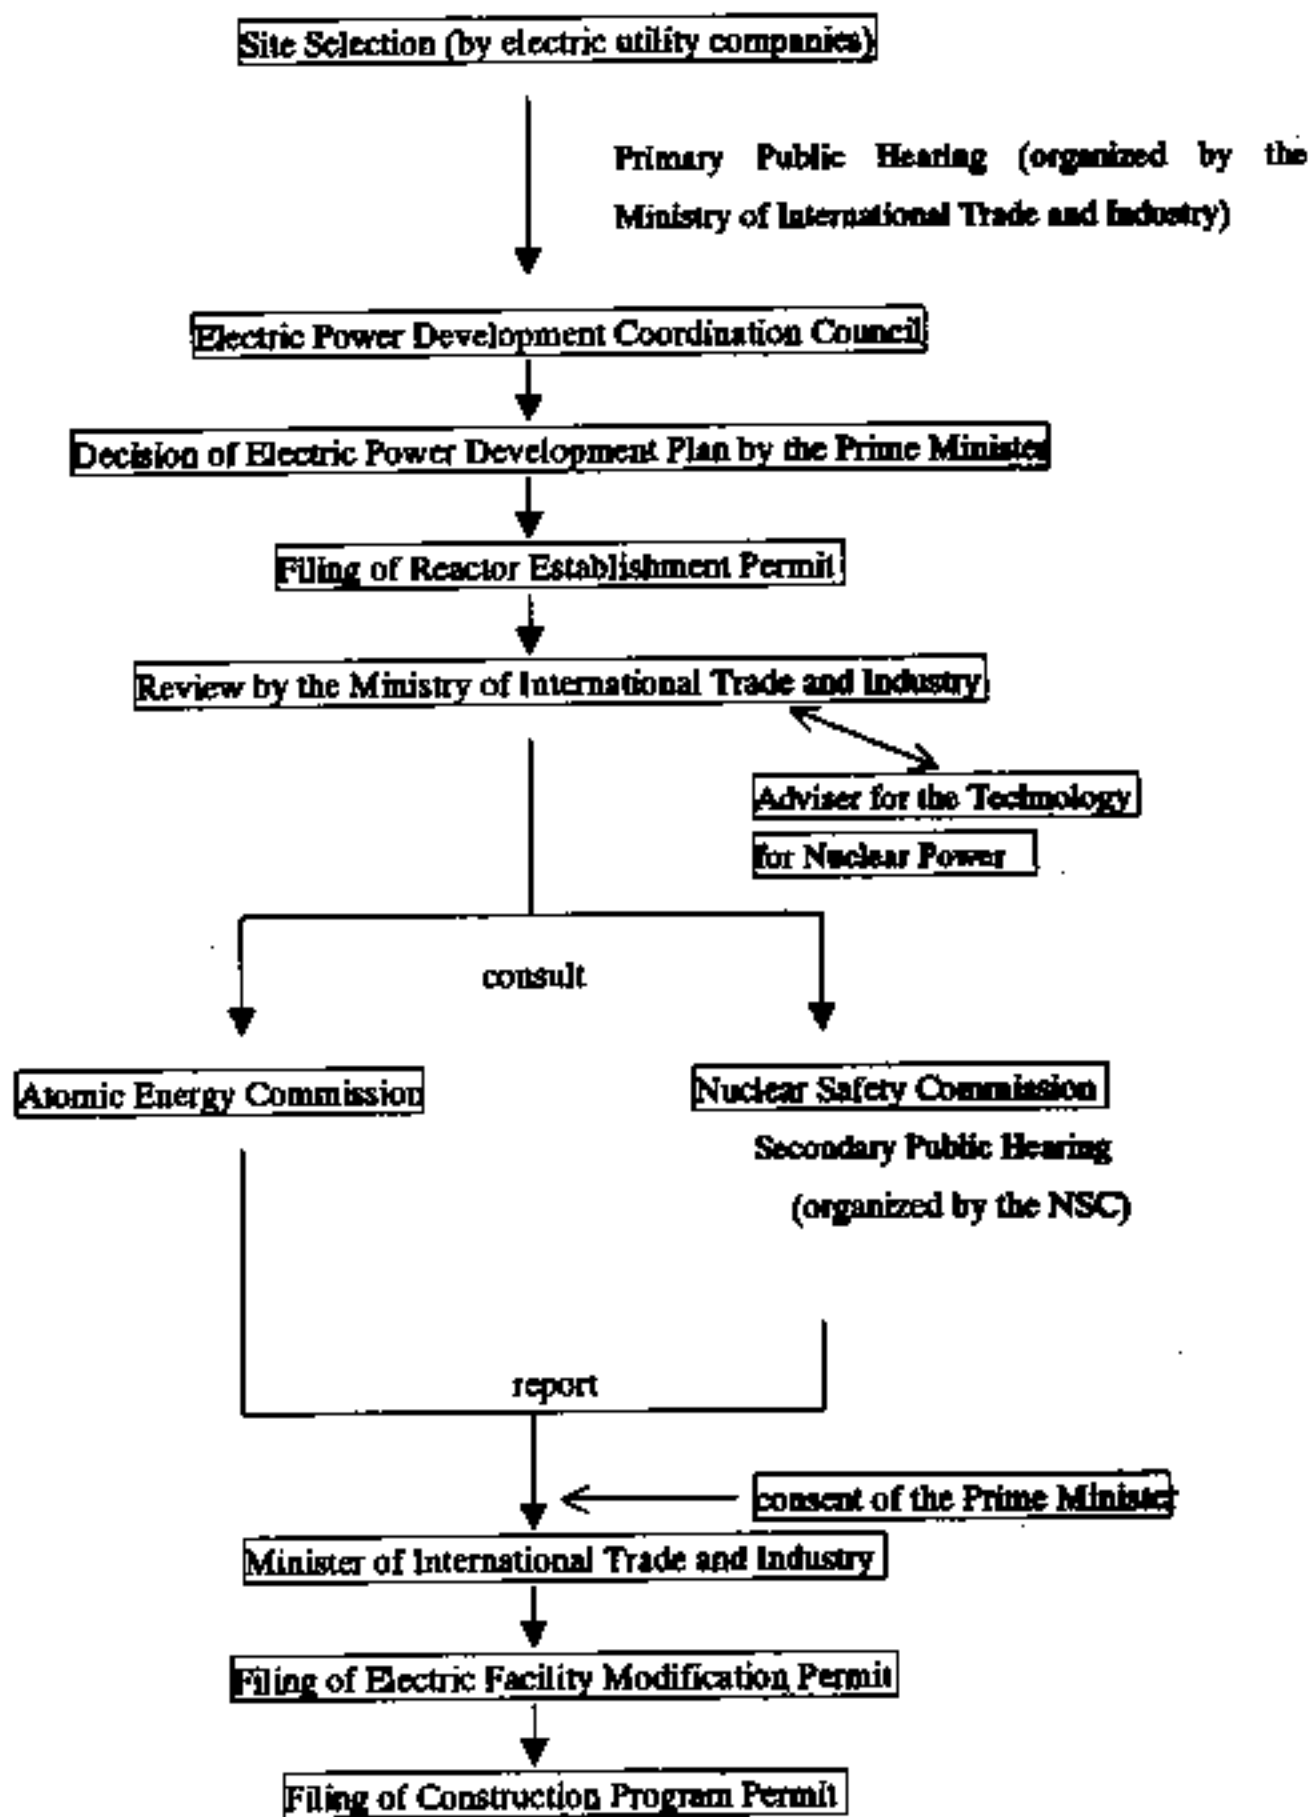 Site Selection (by electric utility companies)
Primary Public Hearing (organized by the
Ministry of International Trade and Industry)
Electric Power Development Coordination Council
Decision of Electric Power Development Plan by the Prime Minister
Filing of Reactor Establishment Permit
Review by the Ministry of International Trade and Industry
Adviser for the Technology
for Nuclear Power
consult
Atomic Energy Commission
Nuclear Safety Commission
Secondary Public Hearing
(organized by the NSC)
report
consent of the Prime Minister
Minister of International Trade and Industry
Filing of Electric Facility Modification Permit
Filing of Construction Program Permit